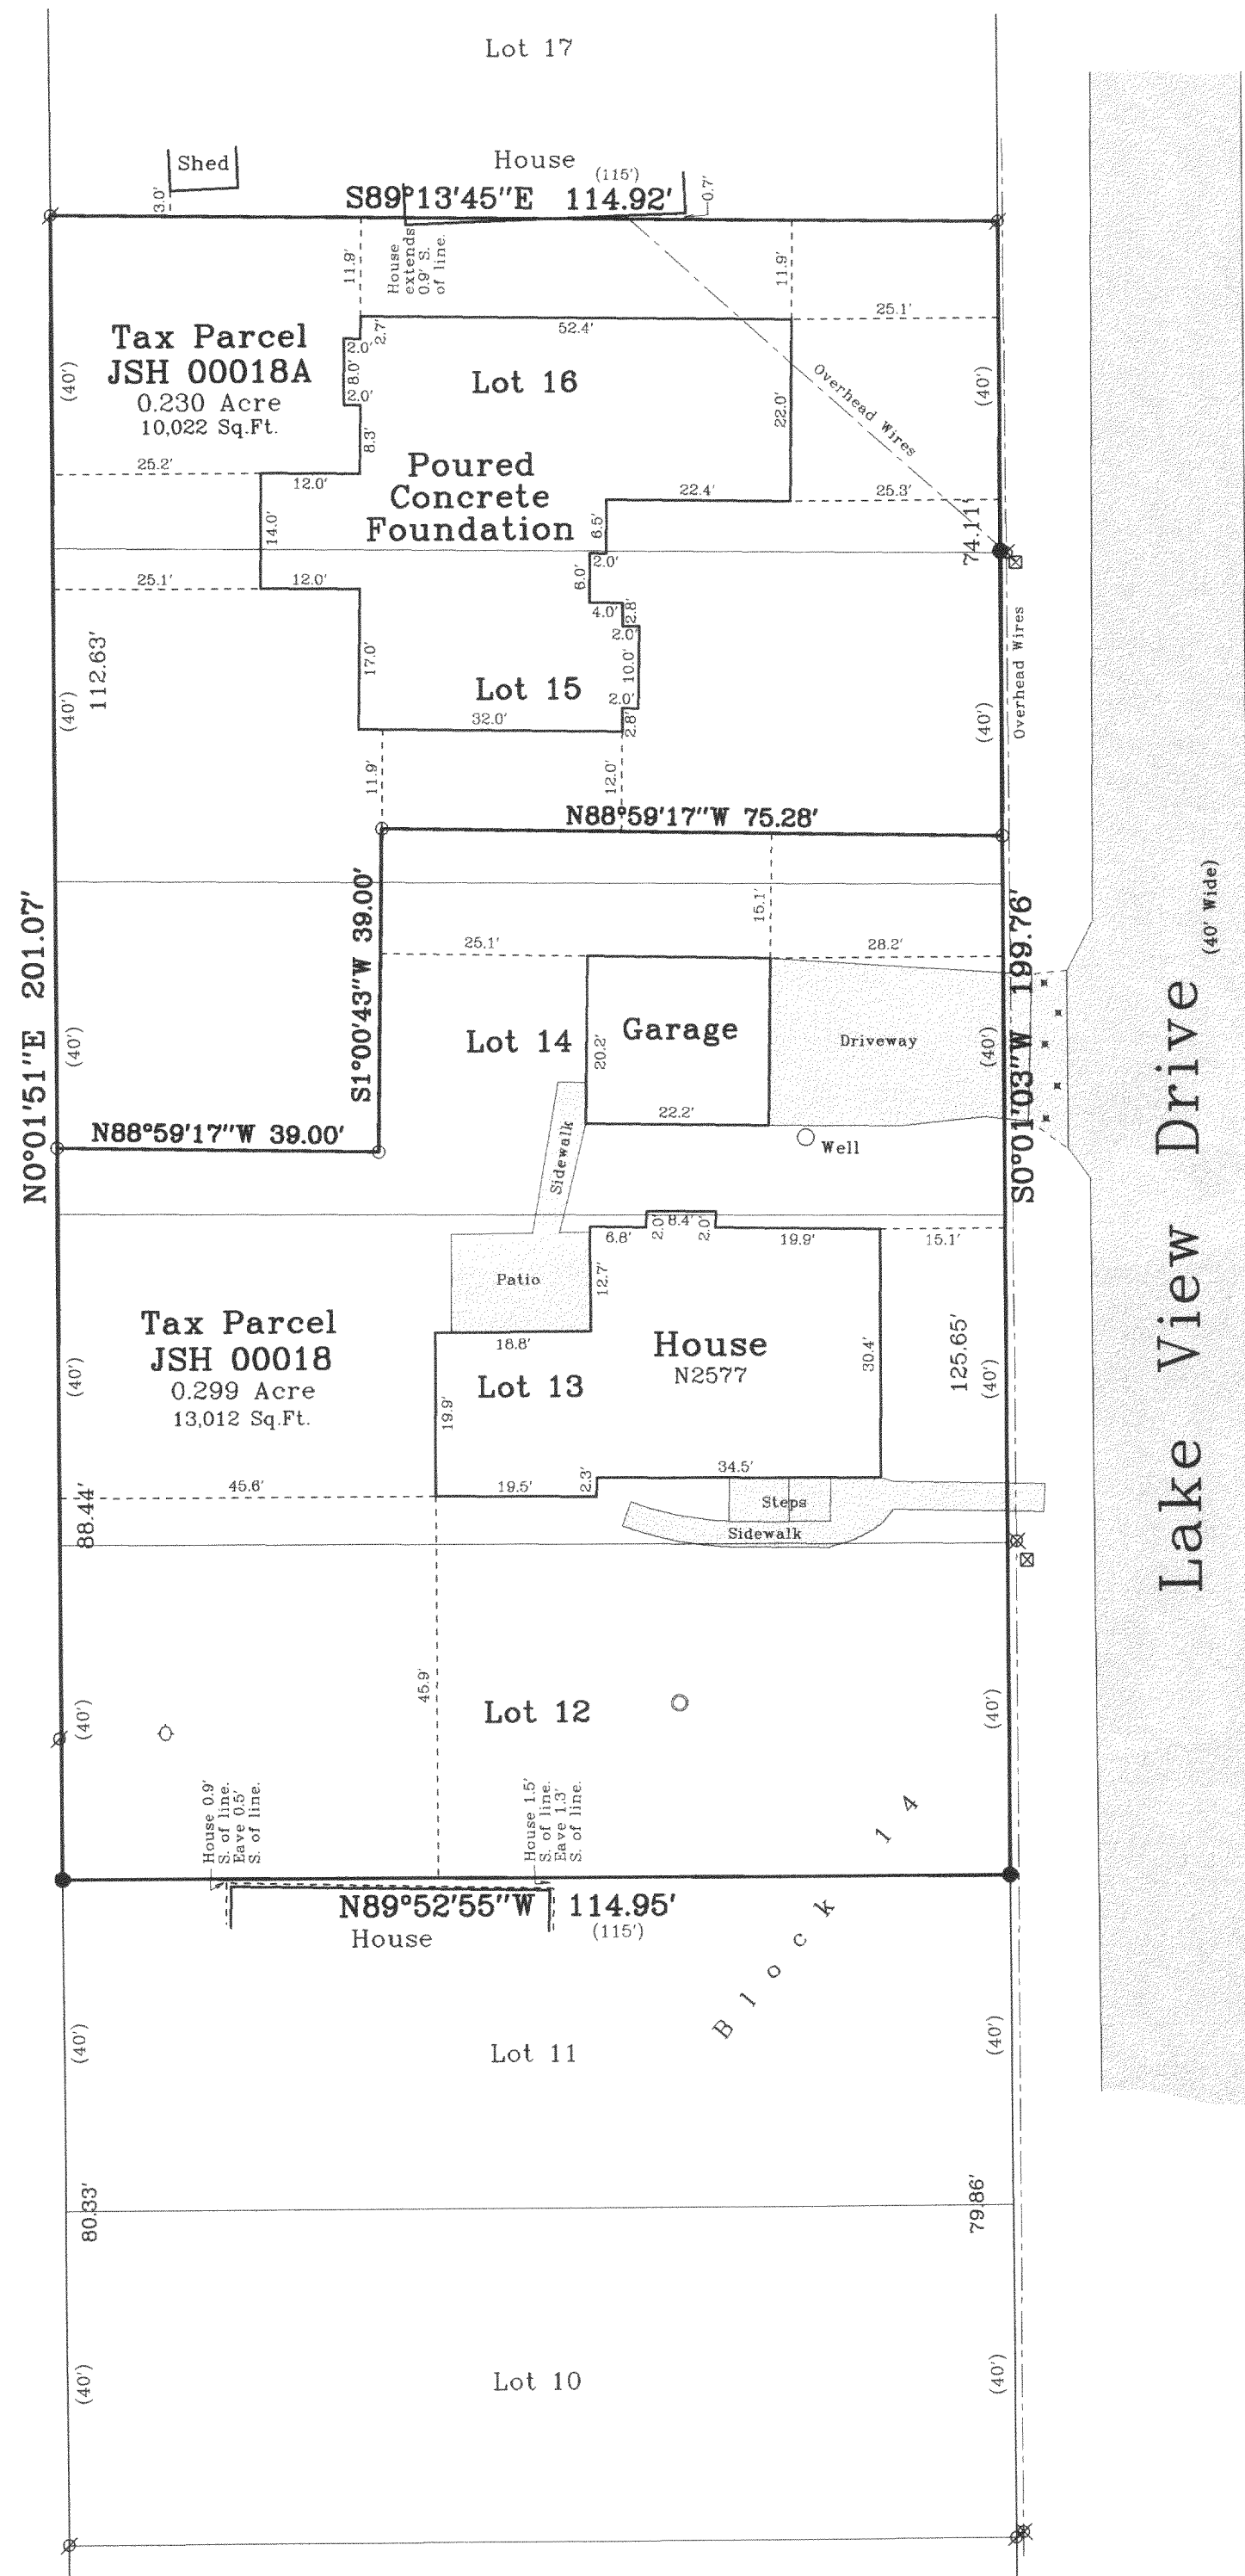 Lot 17
Shed
House
(115')
S89°13'45"E 114.92'
3.0'
0.7'
House
extends
0.9' S.
of line.
11.9'
11.9'
25.1'
52.4'
2.7'
Tax Parcel
JSH 00018A
0.230 Acre
10,022 Sq.Ft.
(40')
2.0'
8.0'
2.0'
8.3'
Lot 16
Overhead Wires
22.0'
(40')
25.2'
12.0'
Poured
Concrete
Foundation
22.4'
25.3'
14.0'
6.5'
74.11'
25.1'
12.0'
2.0'
6.0'
4.0'
2.8'
2.0'
10.0'
2.0'
2.8'
Overhead Wires
112.63'
(40')
17.0'
Lot 15
32.0'
(40')
11.9'
12.0'
N88°59'17"W 75.28'
N0°01'51"E 201.07'
S1°00'43"W 39.00'
15.1'
25.1'
28.2'
S0°01'03"W 199.76'
Lot 14
Garage
20.2'
22.2'
Driveway
(40')
(40')
Lake View Drive
(40' Wide)
N88°59'17"W 39.00'
Sidewalk
Well
6.8'
2.0'
8.4'
2.0'
19.9'
15.1'
Patio
12.7'
Tax Parcel
JSH 00018
0.299 Acre
13,012 Sq.Ft.
(40')
18.8'
House
N2577
30.4'
125.65'
(40')
Lot 13
19.9'
45.6'
19.5'
2.3'
34.5'
Steps
Sidewalk
88.44'
45.9'
Lot 12
(40')
(40')
House 0.9'
S. of line.
Eave 0.5'
S. of line.
House 1.5'
S. of line.
Eave 1.3'
S. of line.
Block 14
N89°52'55"W 114.95'
(115')
House
(40')
Lot 11
(40')
80.33'
79.86'
(40')
Lot 10
(40')